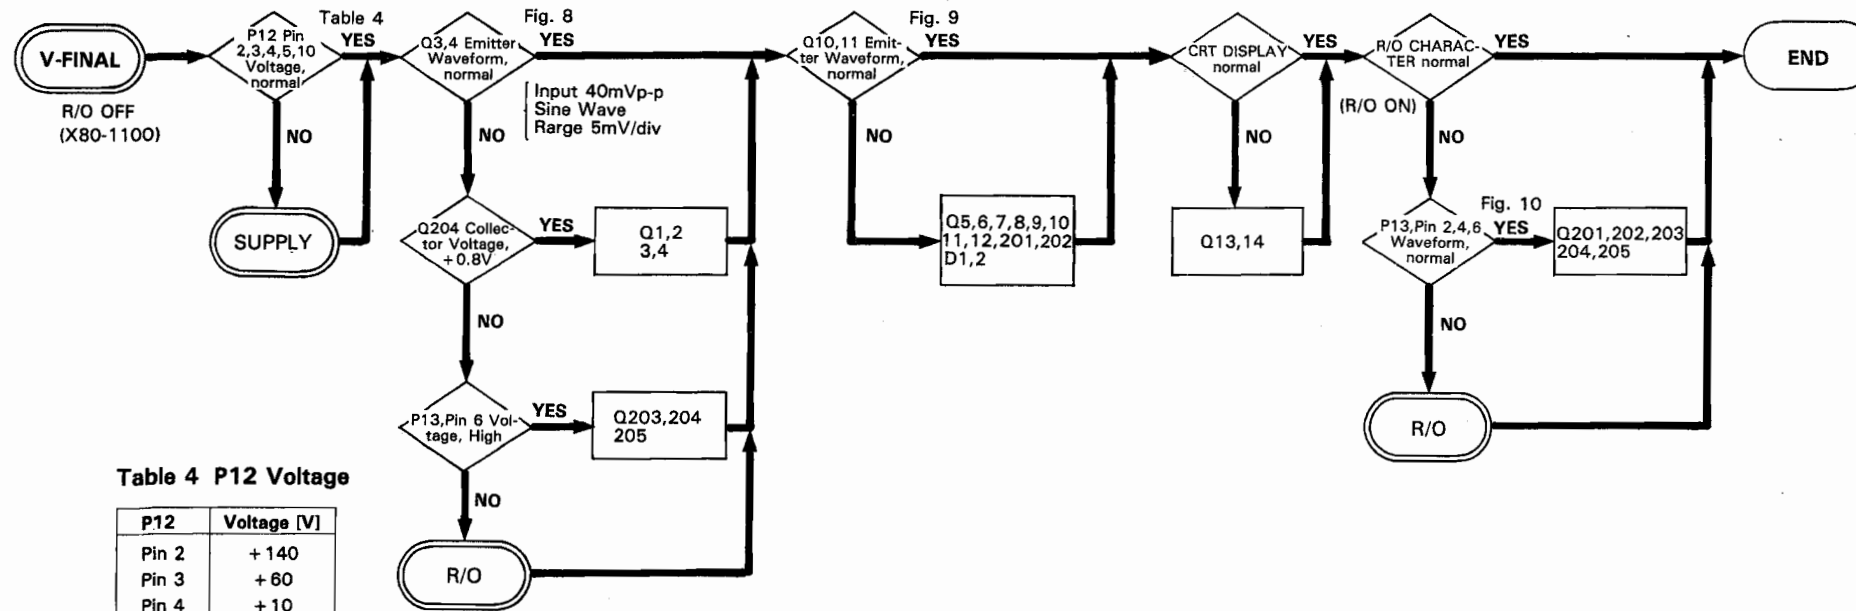 V-FINAL
R/O OFF
(X80-1100)
P12 Pin
2,3,4,5,10
Voltage,
normal
Table 4
YES
NO
SUPPLY
Q3,4 Emitter
Waveform,
normal
Fig. 8
YES
Input 40mVp-p
Sine Wave
Rarge 5mV/div
NO
Q204 Collec-
tor Voltage,
+0.8V
YES
Q1,2
3,4
NO
P13,Pin 6 Vol-
tage, High
YES
Q203,204
205
NO
R/O
Q10,11 Emit-
ter Waveform,
normal
Fig. 9
YES
NO
Q5,6,7,8,9,10
11,12,201,202
D1,2
CRT DISPLAY
normal
YES
NO
Q13,14
R/O CHARAC-
TER normal
(R/O ON)
YES
NO
P13,Pin 2,4,6
Waveform,
normal
Fig. 10
YES
Q201,202,203
204,205
NO
R/O
END
Table 4 P12 Voltage
P12 Voltage [V]
Pin 2 +140
Pin 3 +60
Pin 4 +10